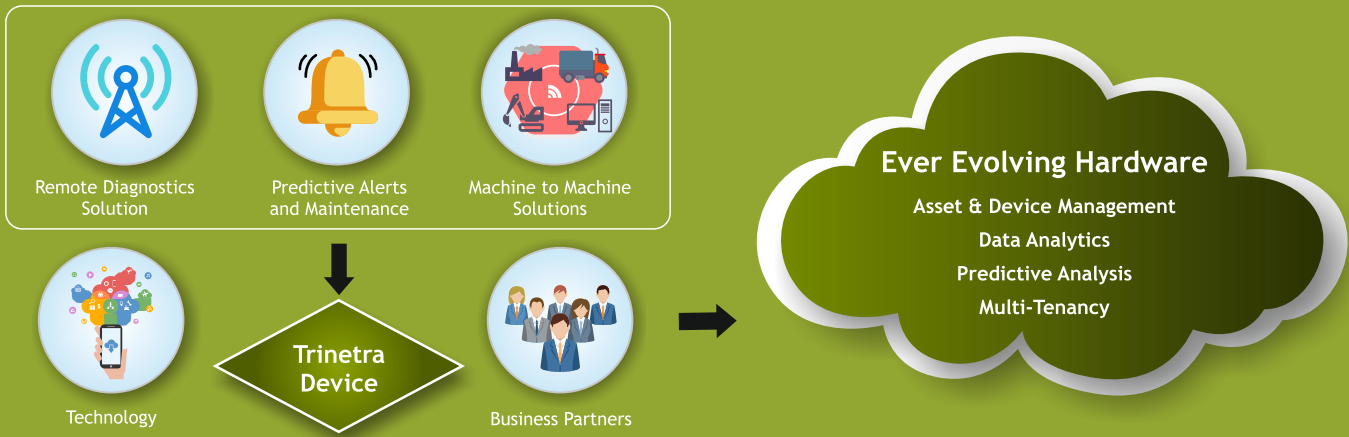 Remote Diagnostics
Solution
Predictive Alerts
and Maintenance
Machine to Machine
Solutions
Technology
Trinetra
Device
Business Partners
Ever Evolving Hardware
Asset & Device Management
Data Analytics
Predictive Analysis
Multi-Tenancy